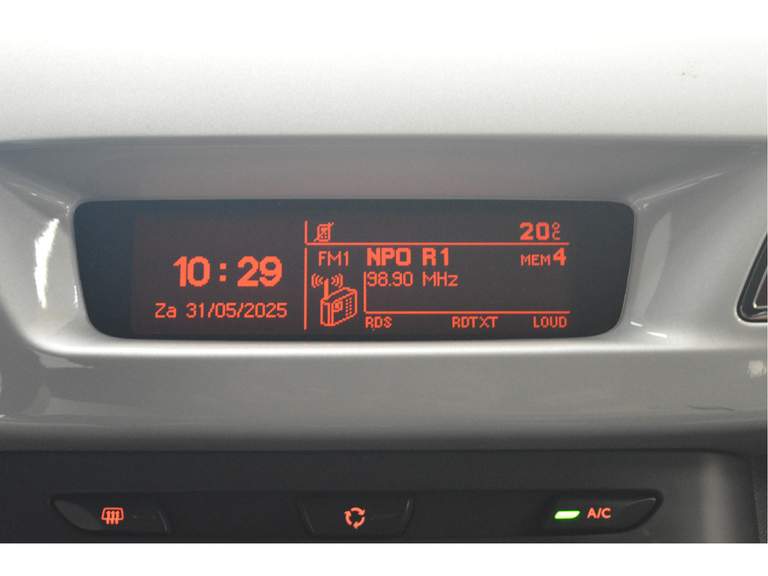 20°C
FM1 NPO R1 MEM4
10:29
98.90 MHz
Za 31/05/2025
RDS RDTXT LOUD
A/C